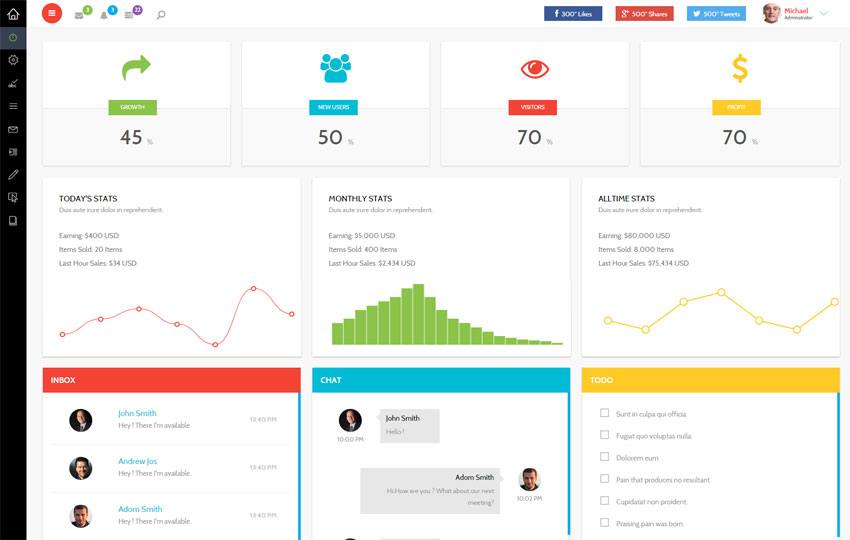 3
3
22
300+ Likes
500+ Shares
500+ Tweets
Michael
Administrator
abc
GROWTH
45 %
NEW USERS
50 %
VISITORS
70 %
PROFIT
70 %
TODAY'S STATS
Duis aute irure dolor in reprehenderit.
Earning: $400 USD
Items Sold: 20 Items
Last Hour Sales: $34 USD
MONTHLY STATS
Duis aute irure dolor in reprehenderit.
Earning: $5,000 USD
Items Sold: 400 Items
Last Hour Sales: $2,434 USD
ALLTIME STATS
Duis aute irure dolor in reprehenderit.
Earning: $80,000 USD
Items Sold: 8,000 Items
Last Hour Sales: $75,434 USD
INBOX
John Smith
Hey ! There I'm available.
13:40 PM
Andrew Jos
Hey ! There I'm available.
13:40 PM
Adom Smith
Hey ! There I'm available.
13:40 PM
CHAT
John Smith
Hello !
10:00 PM
Adom Smith
Hi.How are you ? What about our next
meeting?
10:02 PM
TODO
Sunt in culpa qui officia.
Fugiat quo voluptas nulla.
Dolorem eum.
Pain that produces no resultant.
Cupidatat non proident.
Praising pain was born.